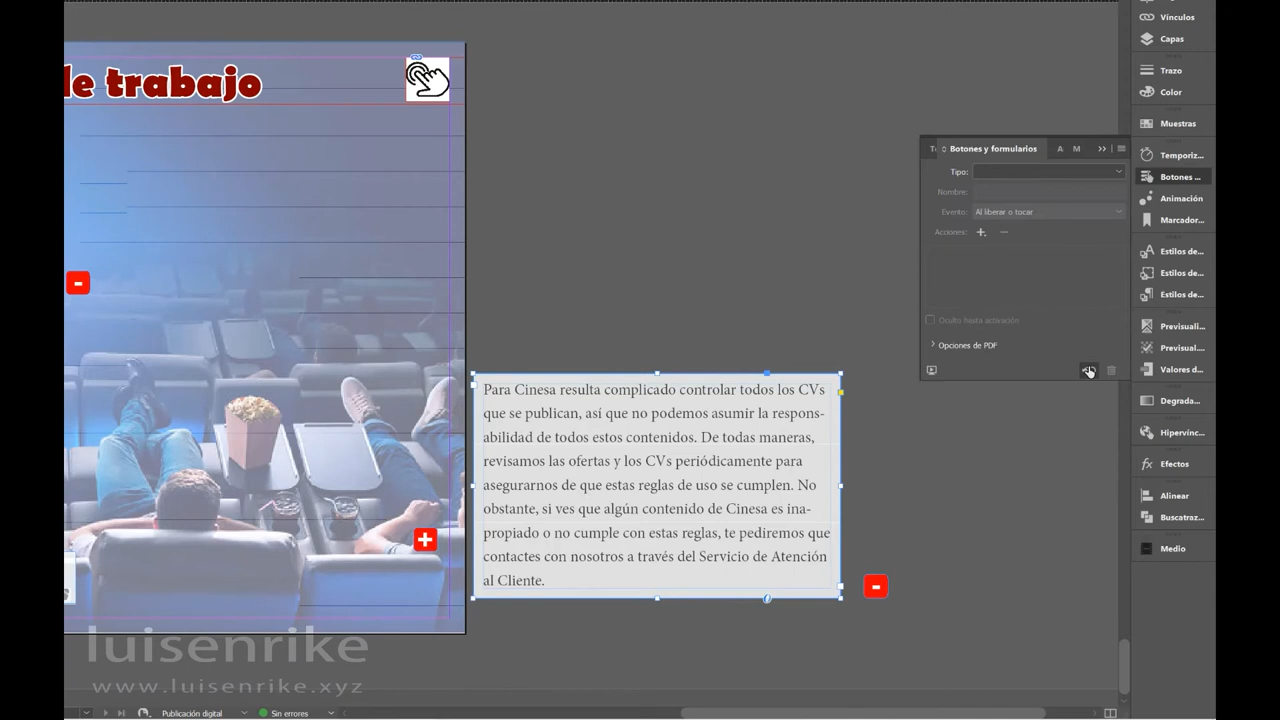 Vínculos
Capas
Trazo
Color
Muestras
Temporiz...
Botones ...
Animación
Marcador...
Estilos de...
Estilos de...
Estilos de...
Previsuali...
Previsual....
Valores d...
Degrada...
Hipervínc...
fx Efectos
Alinear
Buscatraz...
Medio
de trabajo
Botones y formularios
A
M
Tipo:
Nombre:
Evento: Al liberar o tocar
Acciones: + −
Oculto hasta activación
Opciones de PDF
-
+
-
Para Cinesa resulta complicado controlar todos los CVs
que se publican, así que no podemos asumir la respons-
abilidad de todos estos contenidos. De todas maneras,
revisamos las ofertas y los CVs periódicamente para
asegurarnos de que estas reglas de uso se cumplen. No
obstante, si ves que algún contenido de Cinesa es ina-
propiado o no cumple con estas reglas, te pediremos que
contactes con nosotros a través del Servicio de Atención
al Cliente.
s
luisenrike
www.luisenrike.xyz
Publicación digital
Sin errores